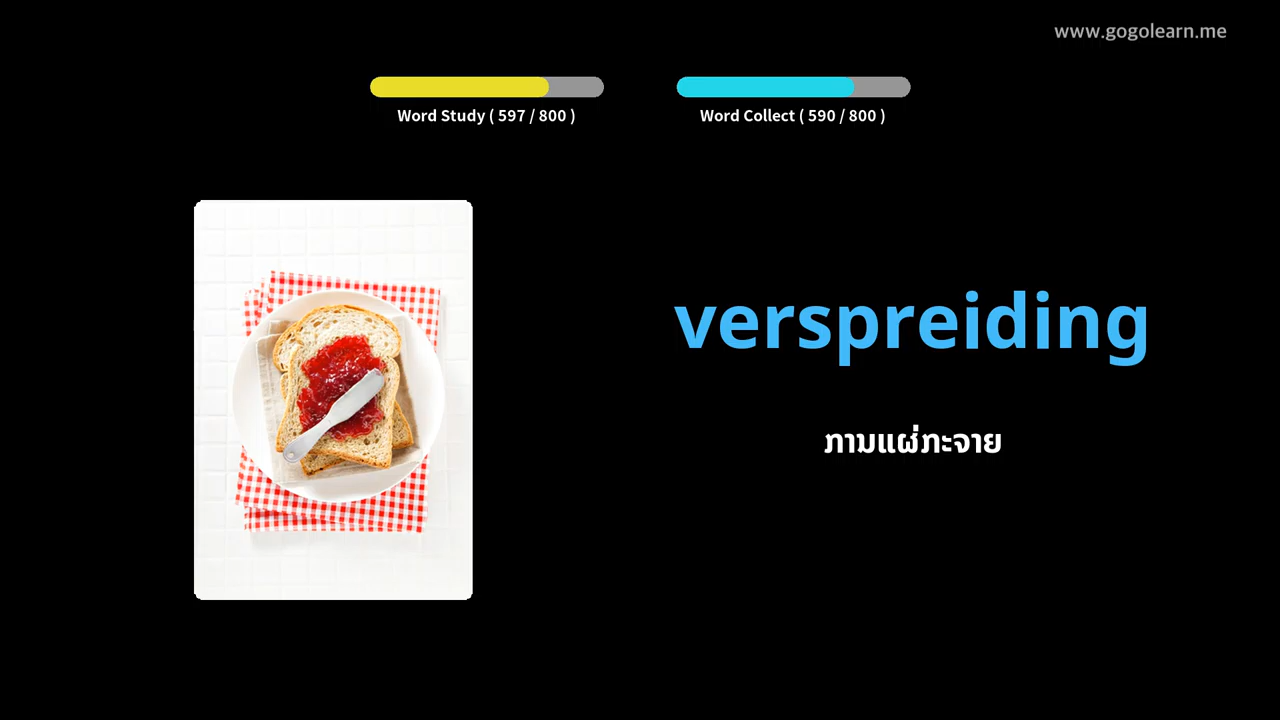 www.gogolearn.me
Word Study ( 597 / 800 )
Word Collect ( 590 / 800 )
verspreiding
ການແຜ່ກະຈາຍ